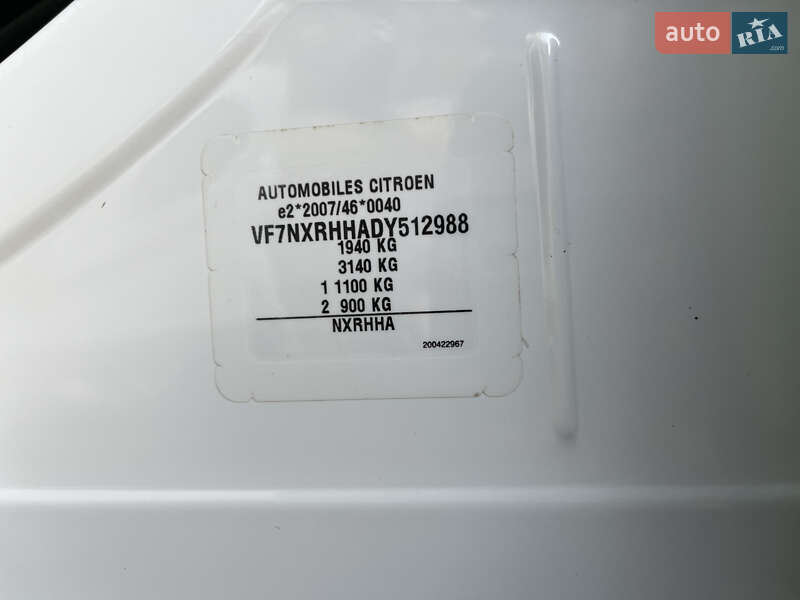 auto RIA .com
AUTOMOBILES CITROEN
e2*2007/46*0040
VF7NXRHHADY512988
1940 KG
3140 KG
1 1100 KG
2 900 KG
NXRHHA
200422967